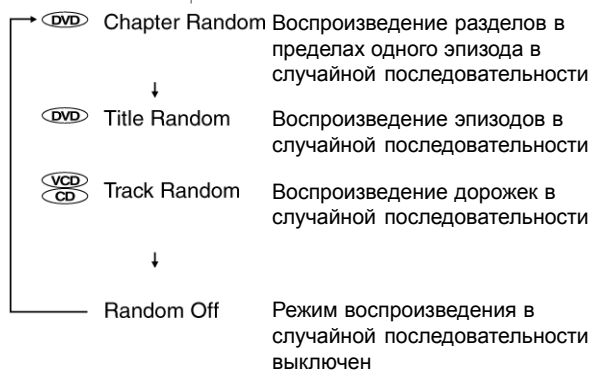 DVD Chapter Random Воспроизведение разделов в
пределах одного эпизода в
случайной последовательности
DVD Title Random Воспроизведение эпизодов в
случайной последовательности
VCD
CD
Track Random Воспроизведение дорожек в
случайной последовательности
Random Off Режим воспроизведения в
случайной последовательности
выключен